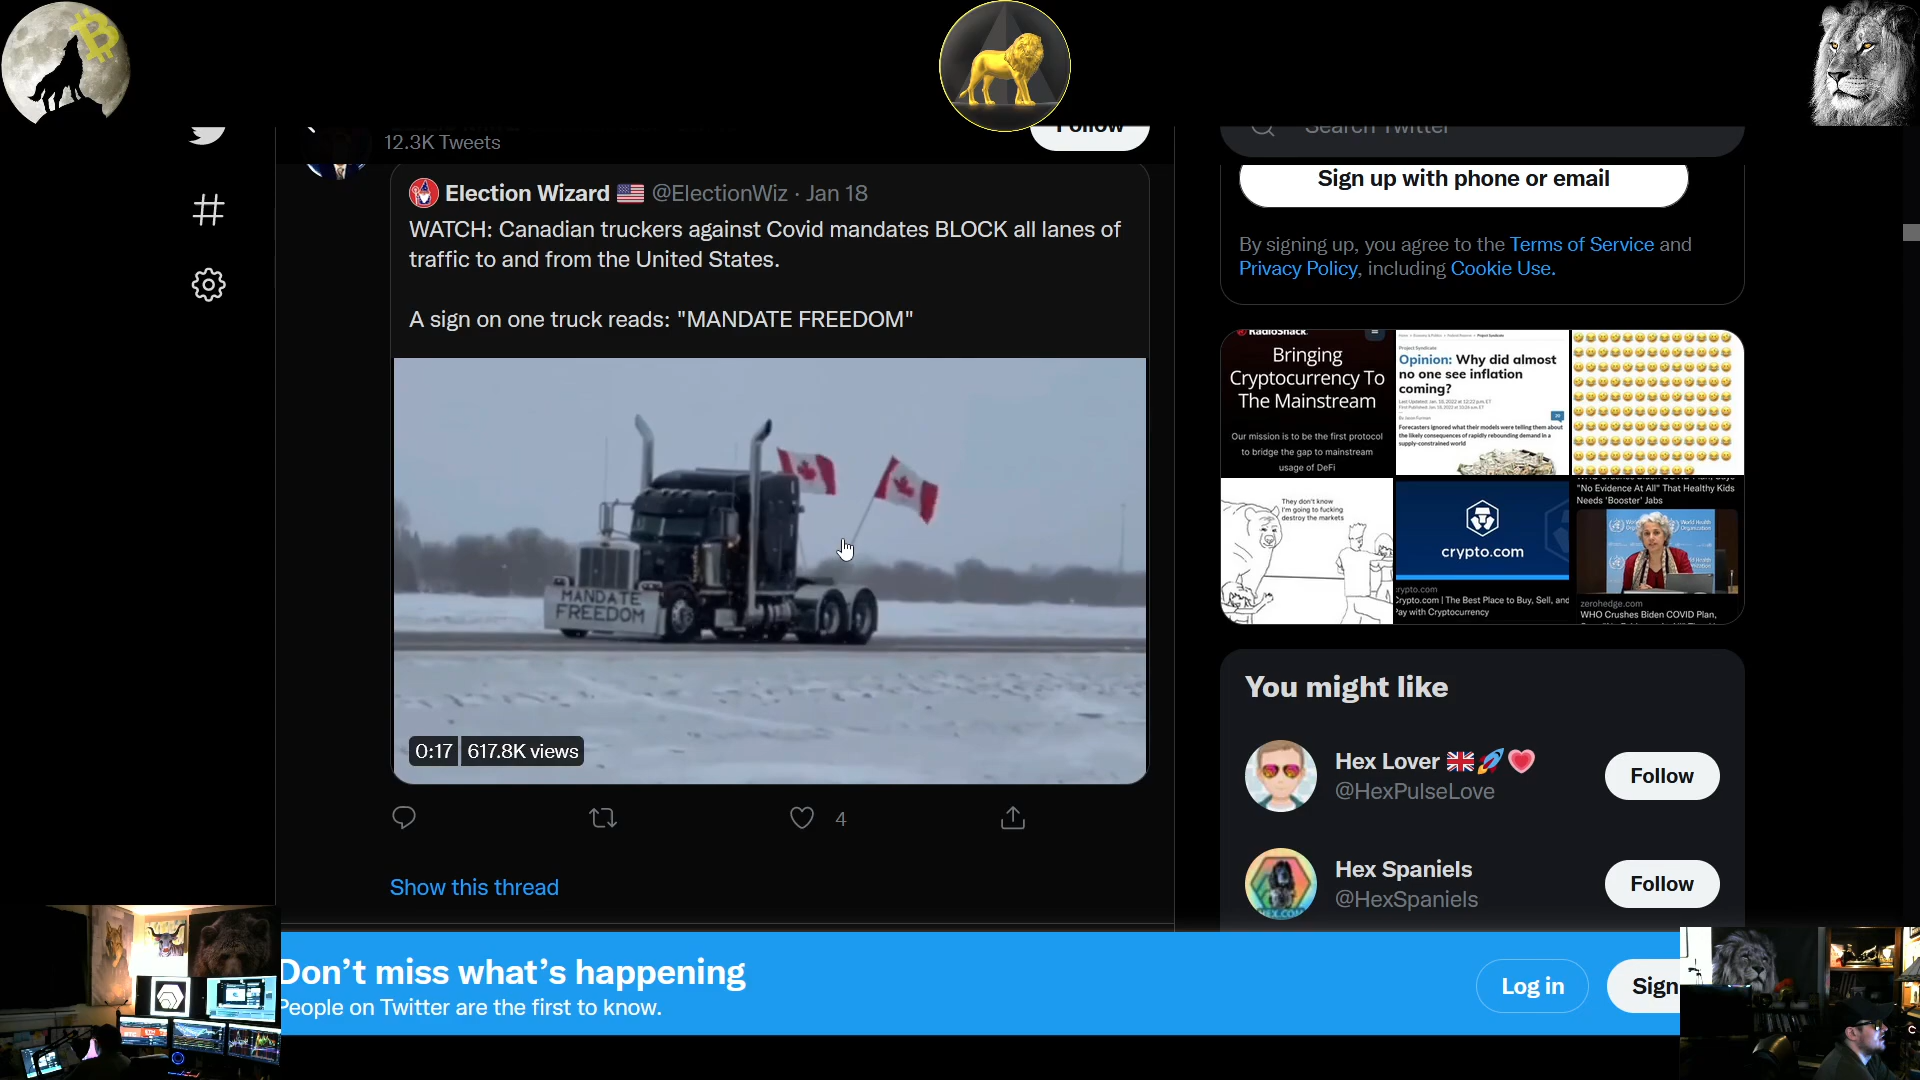 12.3K Tweets
Follow
Search Twitter
Election Wizard @ElectionWiz · Jan 18
WATCH: Canadian truckers against Covid mandates BLOCK all lanes of
traffic to and from the United States.
A sign on one truck reads: "MANDATE FREEDOM"
MANDATE
FREEDOM
0:17
617.8K views
4
Show this thread
Sign up with phone or email
By signing up, you agree to the Terms of Service and
Privacy Policy, including Cookie Use.
RadioShack
Bringing
Cryptocurrency To
The Mainstream
Our mission is to be the first protocol
to bridge the gap to mainstream
usage of DeFi
Project Syndicate
Opinion: Why did almost
no one see inflation
coming?
Last Updated: Jan. 18, 2022 at 12:22 p.m. ET
By Jason Furman
Forecasters ignored what their models were telling them about
the likely consequences of rapidly rebounding demand in a
supply-constrained world
They don't know
I'm going to fucking
destroy the markets
crypto.com
crypto.com
Crypto.com | The Best Place to Buy, Sell, and
Pay with Cryptocurrency
"No Evidence At All" That Healthy Kids
Needs 'Booster' Jabs
zerohedge.com
WHO Crushes Biden COVID Plan,
You might like
Hex Lover
@HexPulseLove
Follow
Hex Spaniels
@HexSpaniels
Follow
HEX.COM
Don't miss what's happening
People on Twitter are the first to know.
Log in
Sign